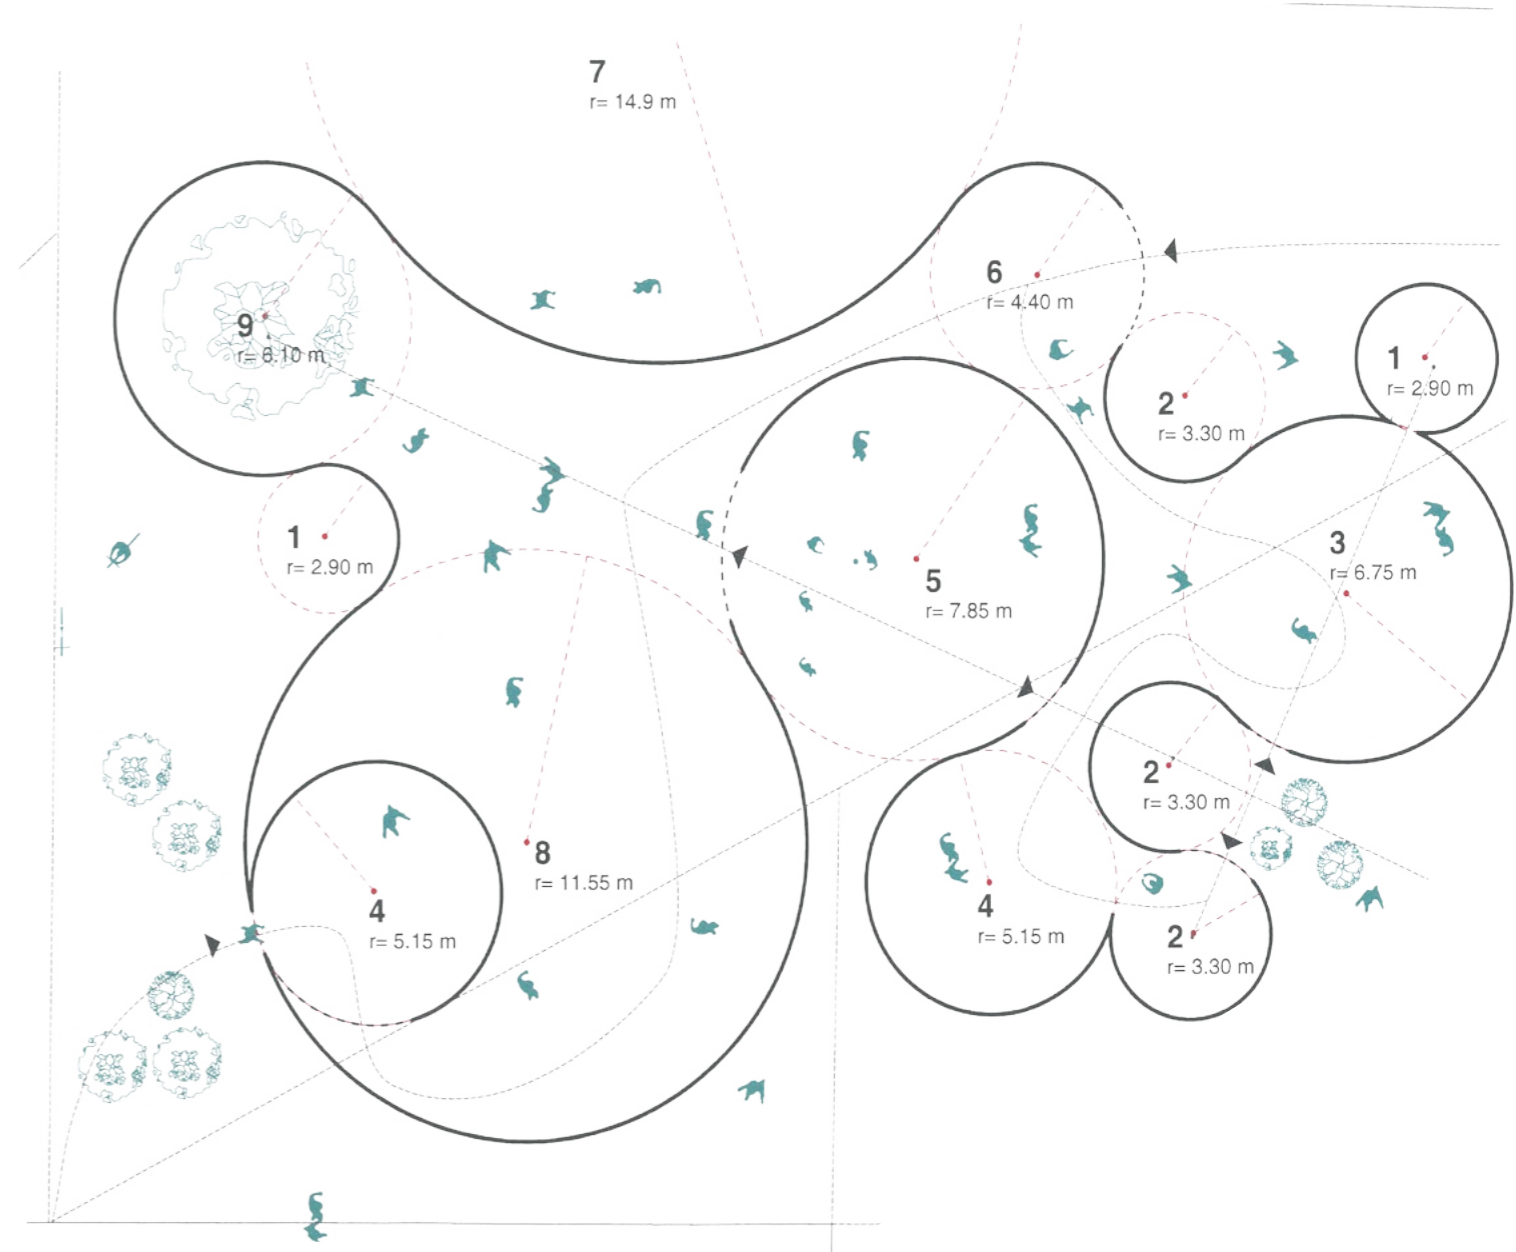 7
r= 14.9 m
6
r= 4.40 m
9
r= 6.10 m
1
r= 2.90 m
2
r= 3.30 m
1
r= 2.90 m
3
r= 6.75 m
5
r= 7.85 m
2
r= 3.30 m
8
r= 11.55 m
4
r= 5.15 m
4
r= 5.15 m
2
r= 3.30 m